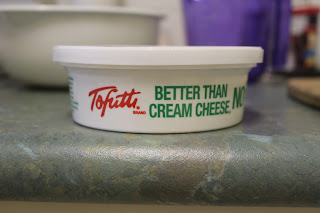 Tofutti
BRAND
BETTER THAN
CREAM CHEESE
NO